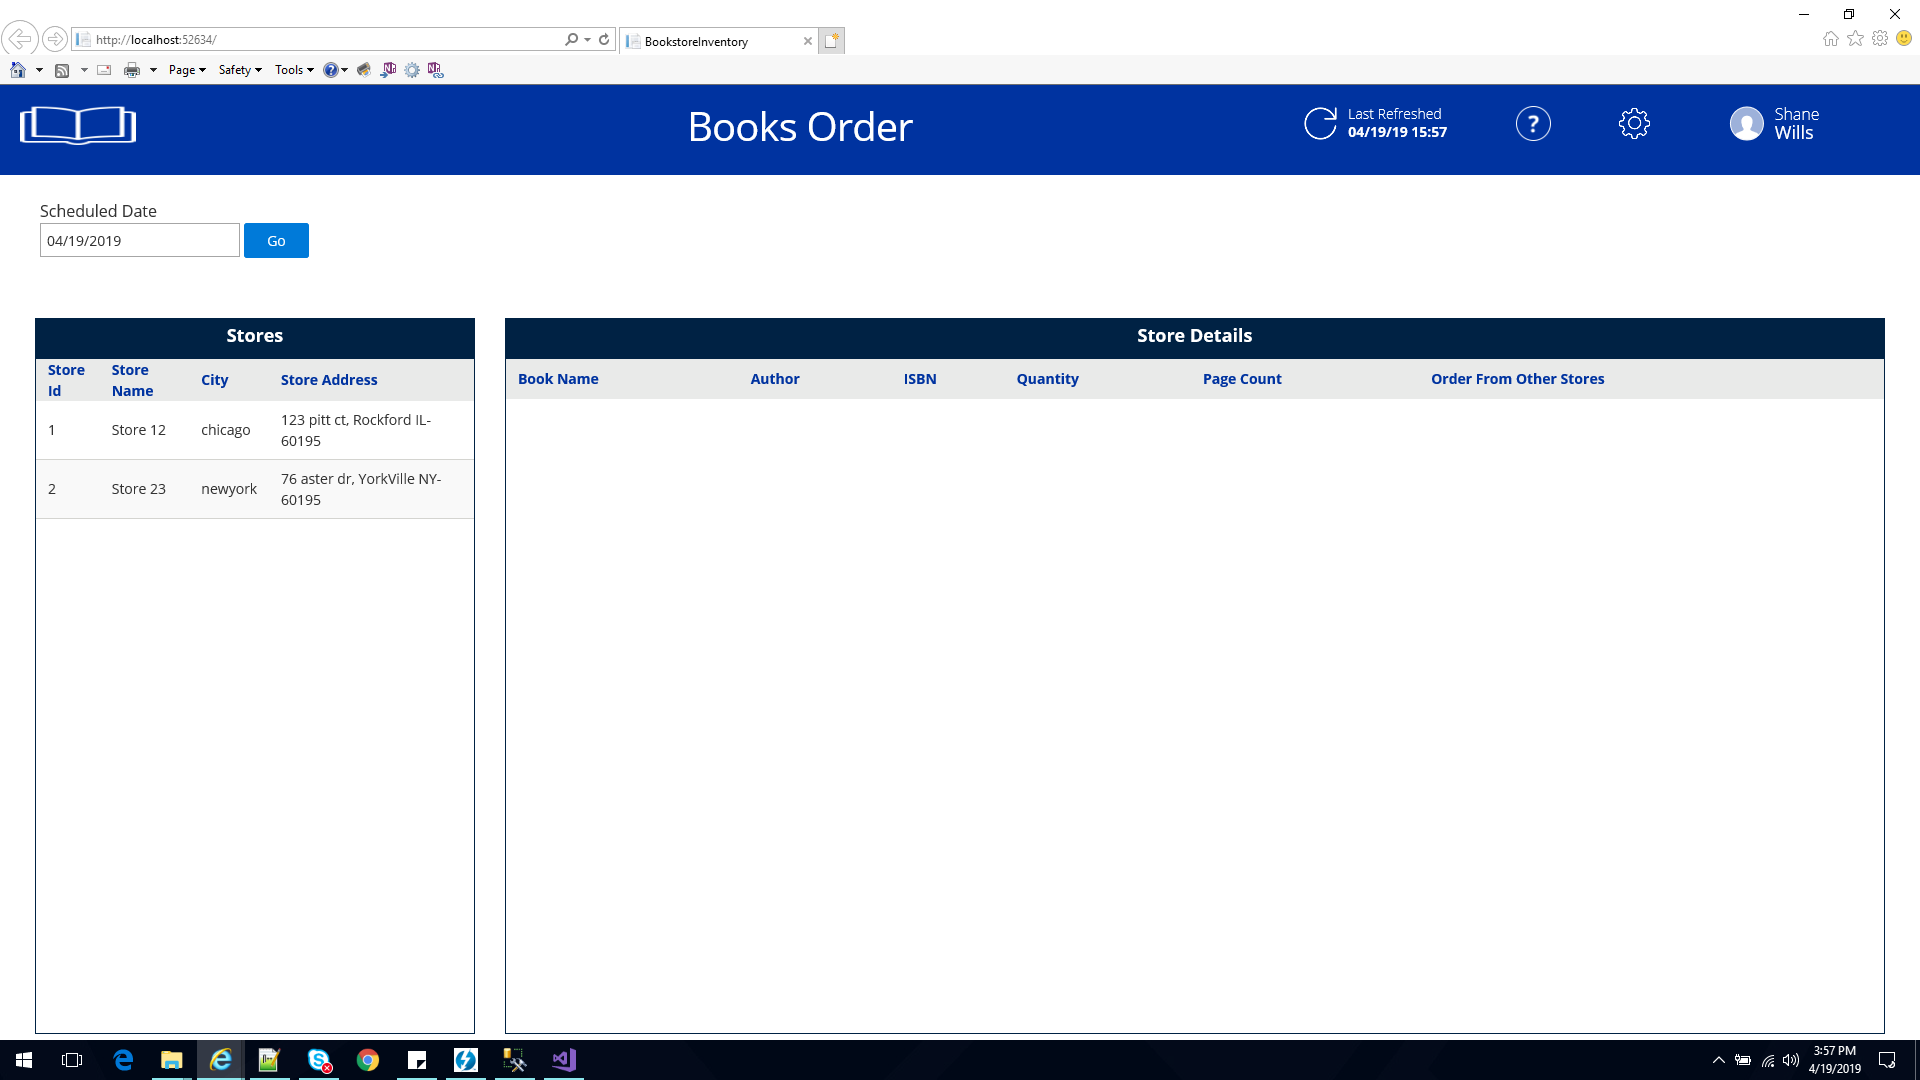 http://localhost:52634/
BookstoreInventory
Page Safety Tools
Books Order
Last Refreshed
04/19/19 15:57
?
Shane
Wills
Scheduled Date
04/19/2019
Go
Stores
Store Id Store Name City Store Address
1 Store 12 chicago 123 pitt ct, Rockford IL-
60195
2 Store 23 newyork 76 aster dr, YorkVille NY-
60195
Store Details
Book Name Author ISBN Quantity Page Count Order From Other Stores
3:57 PM
4/19/2019